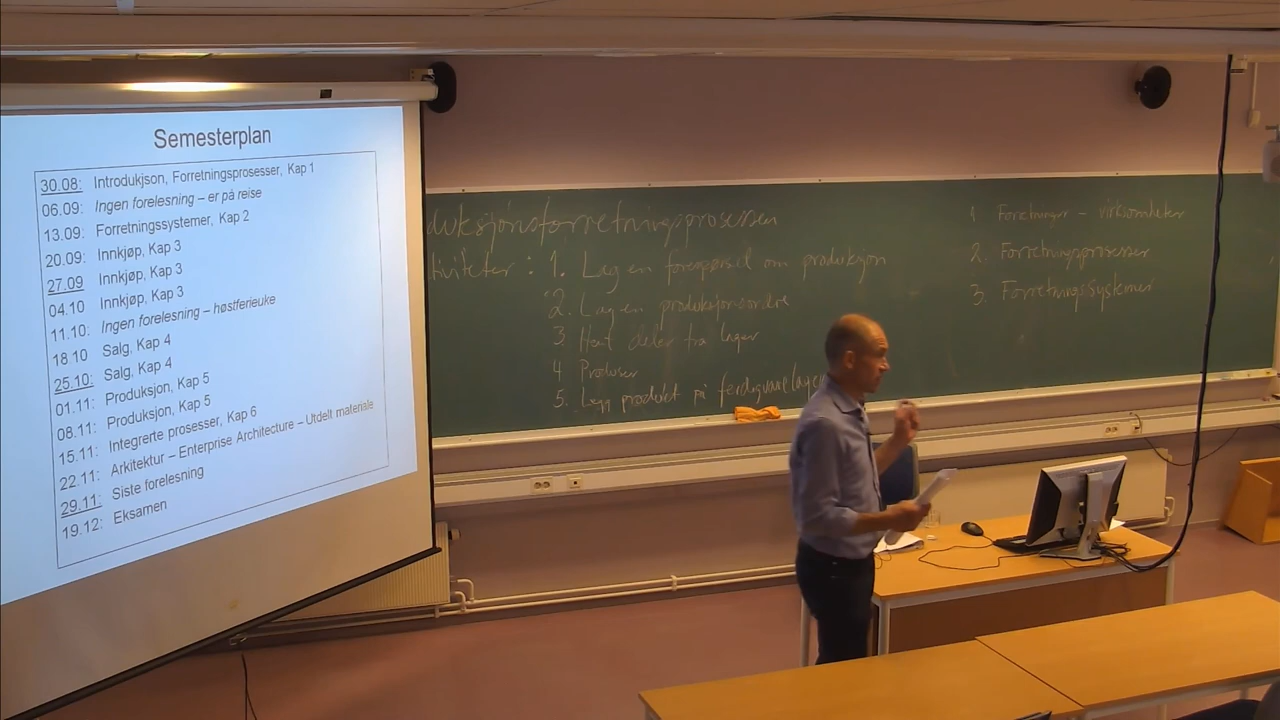 Semesterplan
30.08: Introdukjson, Forretningsprosesser, Kap 1
06.09: Ingen forelesning – er på reise
13.09: Forretningssystemer, Kap 2
20.09: Innkjøp, Kap 3
27.09 Innkjøp, Kap 3
04.10 Innkjøp, Kap 3
11.10: Ingen forelesning – høstferieuke
18 10 Salg, Kap 4
25.10: Salg, Kap 4
01.11: Produksjon, Kap 5
08.11: Produksjon, Kap 5
15.11: Integrerte prosesser, Kap 6
22.11: Arkitektur – Enterprise Architecture – Utdelt materiale
29.11: Siste forelesning
19.12: Eksamen
duksjonsforretningsprosessen
tiviteter: 1. Lag en forespørsel om produksjon
2. Lag en produksjonsordre
3 Hent deler fra lager
4 Produser
5. Legg produkt på ferdigvarelager
1 Forretninger – virksomheter
2. Forretningsprosesser
3. Forretningssystemer